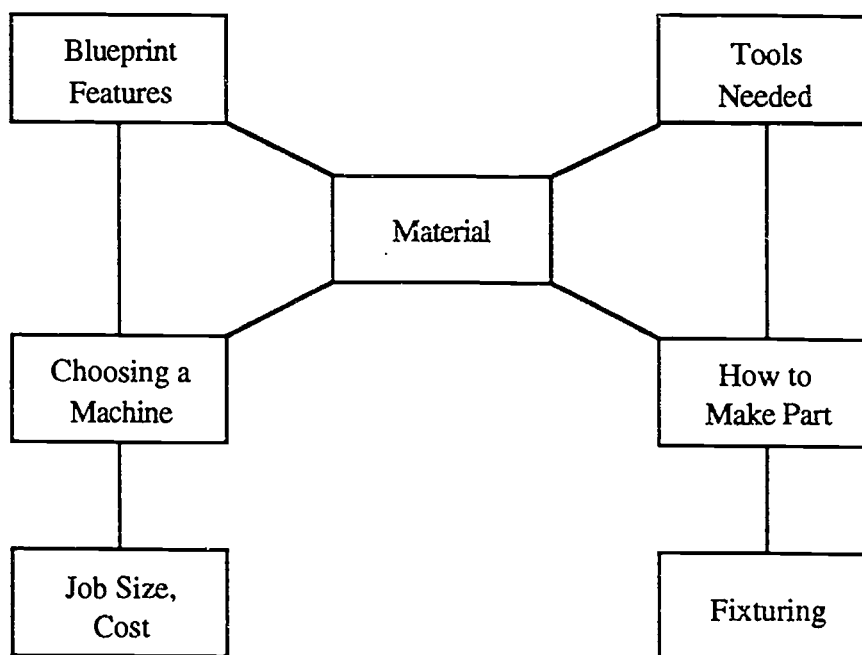 Blueprint
Features
Tools
Needed
Material
Choosing a
Machine
How to
Make Part
Job Size,
Cost
Fixturing